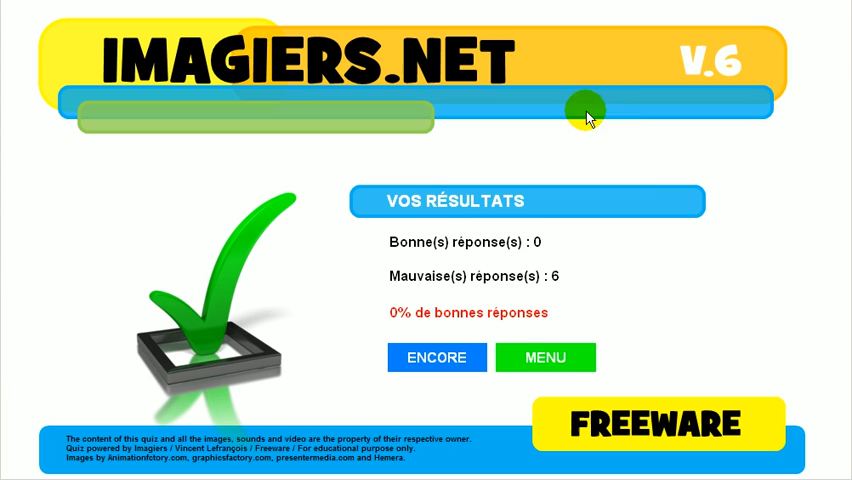 IMAGIERS.NET
V.6
VOS RÉSULTATS
Bonne(s) réponse(s) : 0
Mauvaise(s) réponse(s) : 6
0% de bonnes réponses
ENCORE
MENU
FREEWARE
The content of this quiz and all the images, sounds and video are the property of their respective owner.
Quiz powered by Imagiers / Vincent Lefrançois / Freeware / For educational purpose only.
Images by Animationfctory.com, graphicsfactory.com, presentermedia.com and Hemera.